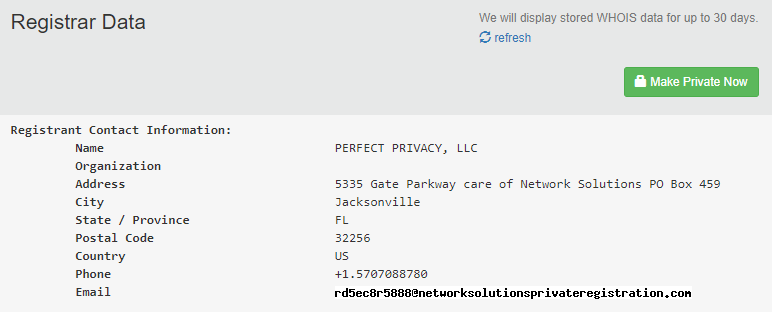 Registrar Data
We will display stored WHOIS data for up to 30 days.
refresh
Make Private Now
Registrant Contact Information:
Name PERFECT PRIVACY, LLC
Organization
Address 5335 Gate Parkway care of Network Solutions PO Box 459
City Jacksonville
State / Province FL
Postal Code 32256
Country US
Phone +1.5707088780
Email rd5ec8r5888@networksolutionsprivateregistration.com